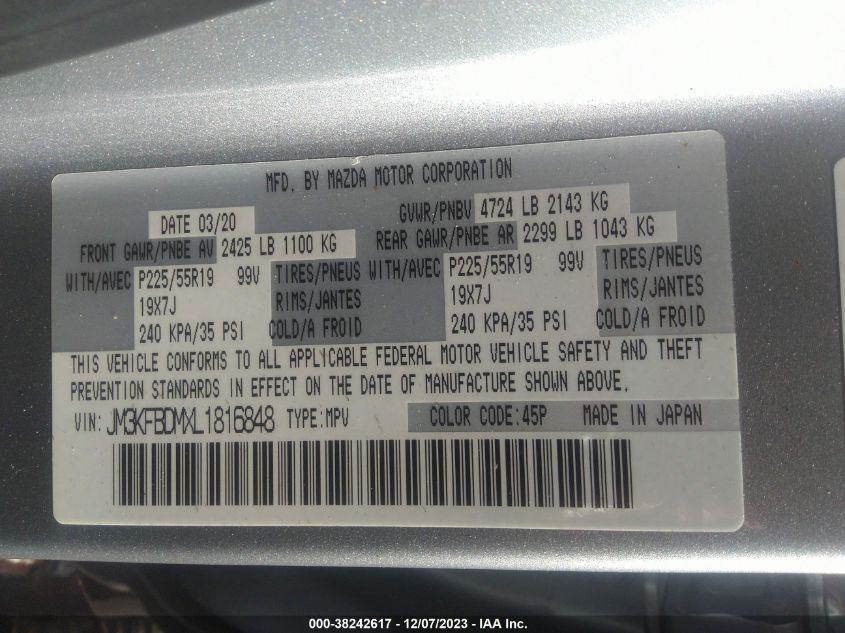 MFD. BY MAZDA MOTOR CORPORATION
DATE 03/20 GVWR/PNBV 4724 LB 2143 KG
FRONT GAWR/PNBE AV 2425 LB 1100 KG REAR GAWR/PNBE AR 2299 LB 1043 KG
WITH/AVEC P225/55R19 99V TIRES/PNEUS WITH/AVEC P225/55R19 99V TIRES/PNEUS
19X7J RIMS/JANTES 19X7J RIMS/JANTES
240 KPA/35 PSI COLD/A FROID 240 KPA/35 PSI COLD/A FROID
THIS VEHICLE CONFORMS TO ALL APPLICABLE FEDERAL MOTOR VEHICLE SAFETY AND THEFT
PREVENTION STANDARDS IN EFFECT ON THE DATE OF MANUFACTURE SHOWN ABOVE.
VIN: JM3KFBDMXL1816848 TYPE:MPV COLOR CODE:45P MADE IN JAPAN
000-38242617 - 12/07/2023 - IAA Inc.